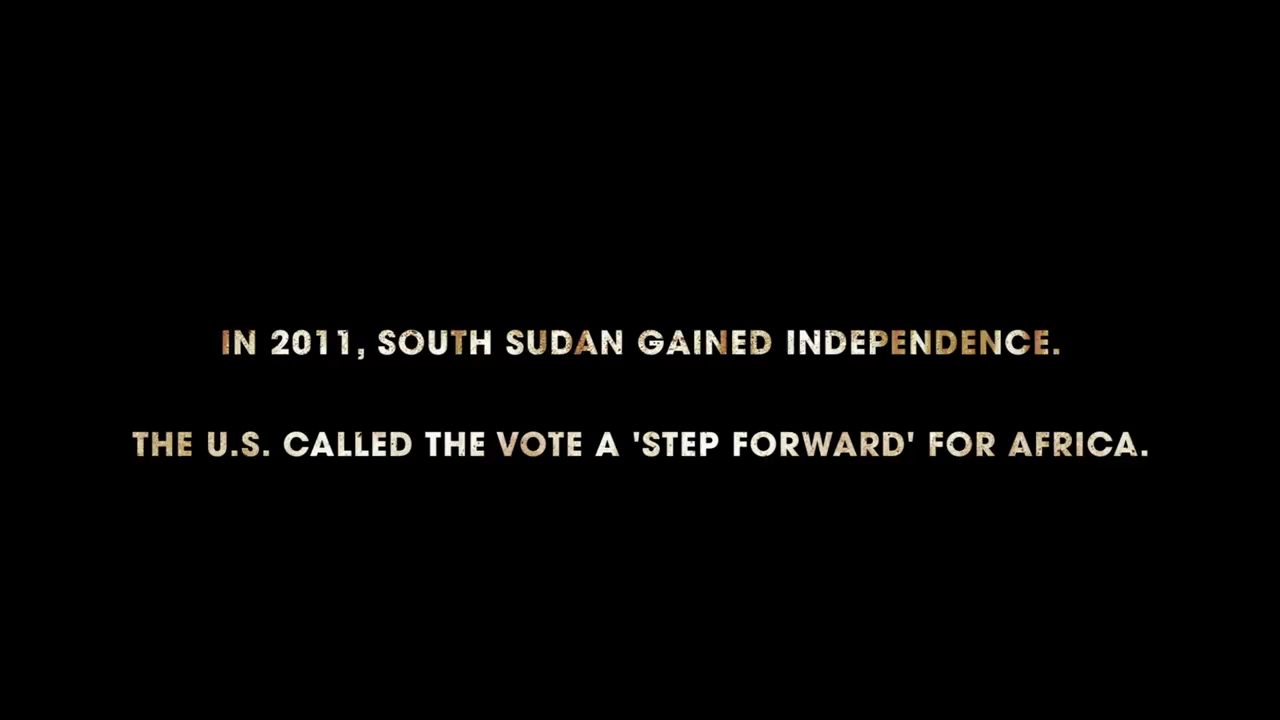 IN 2011, SOUTH SUDAN GAINED INDEPENDENCE.
THE U.S. CALLED THE VOTE A 'STEP FORWARD' FOR AFRICA.